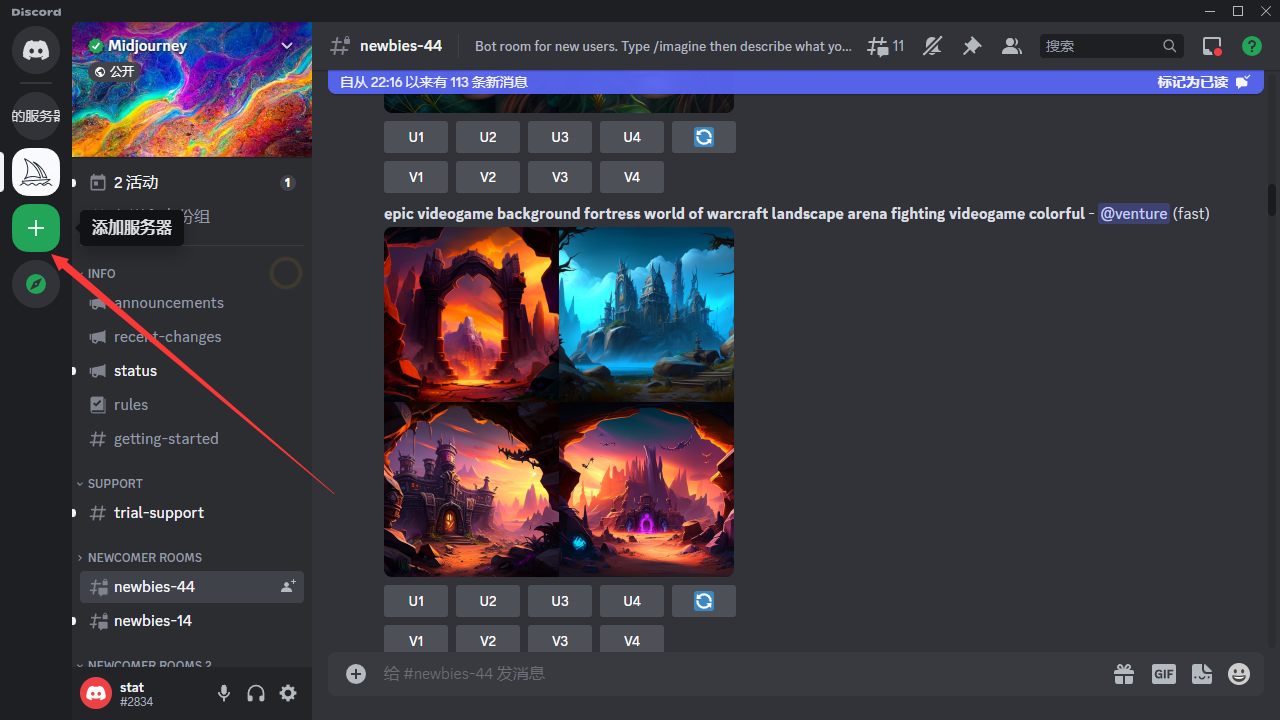 Discord
Midjourney
公开
的服务器
2 活动
1
添加服务器
INFO
announcements
recent-changes
status
rules
getting-started
SUPPORT
trial-support
NEWCOMER ROOMS
newbies-44
newbies-14
NEWCOMER ROOMS 2
stat
#2834
newbies-44
Bot room for new users. Type /imagine then describe what yo...
11
搜索
自从 22:16 以来有 113 条新消息
标记为已读
U1 U2 U3 U4
V1 V2 V3 V4
epic videogame background fortress world of warcraft landscape arena fighting videogame colorful - @venture (fast)
U1 U2 U3 U4
V1 V2 V3 V4
给 #newbies-44 发消息
GIF